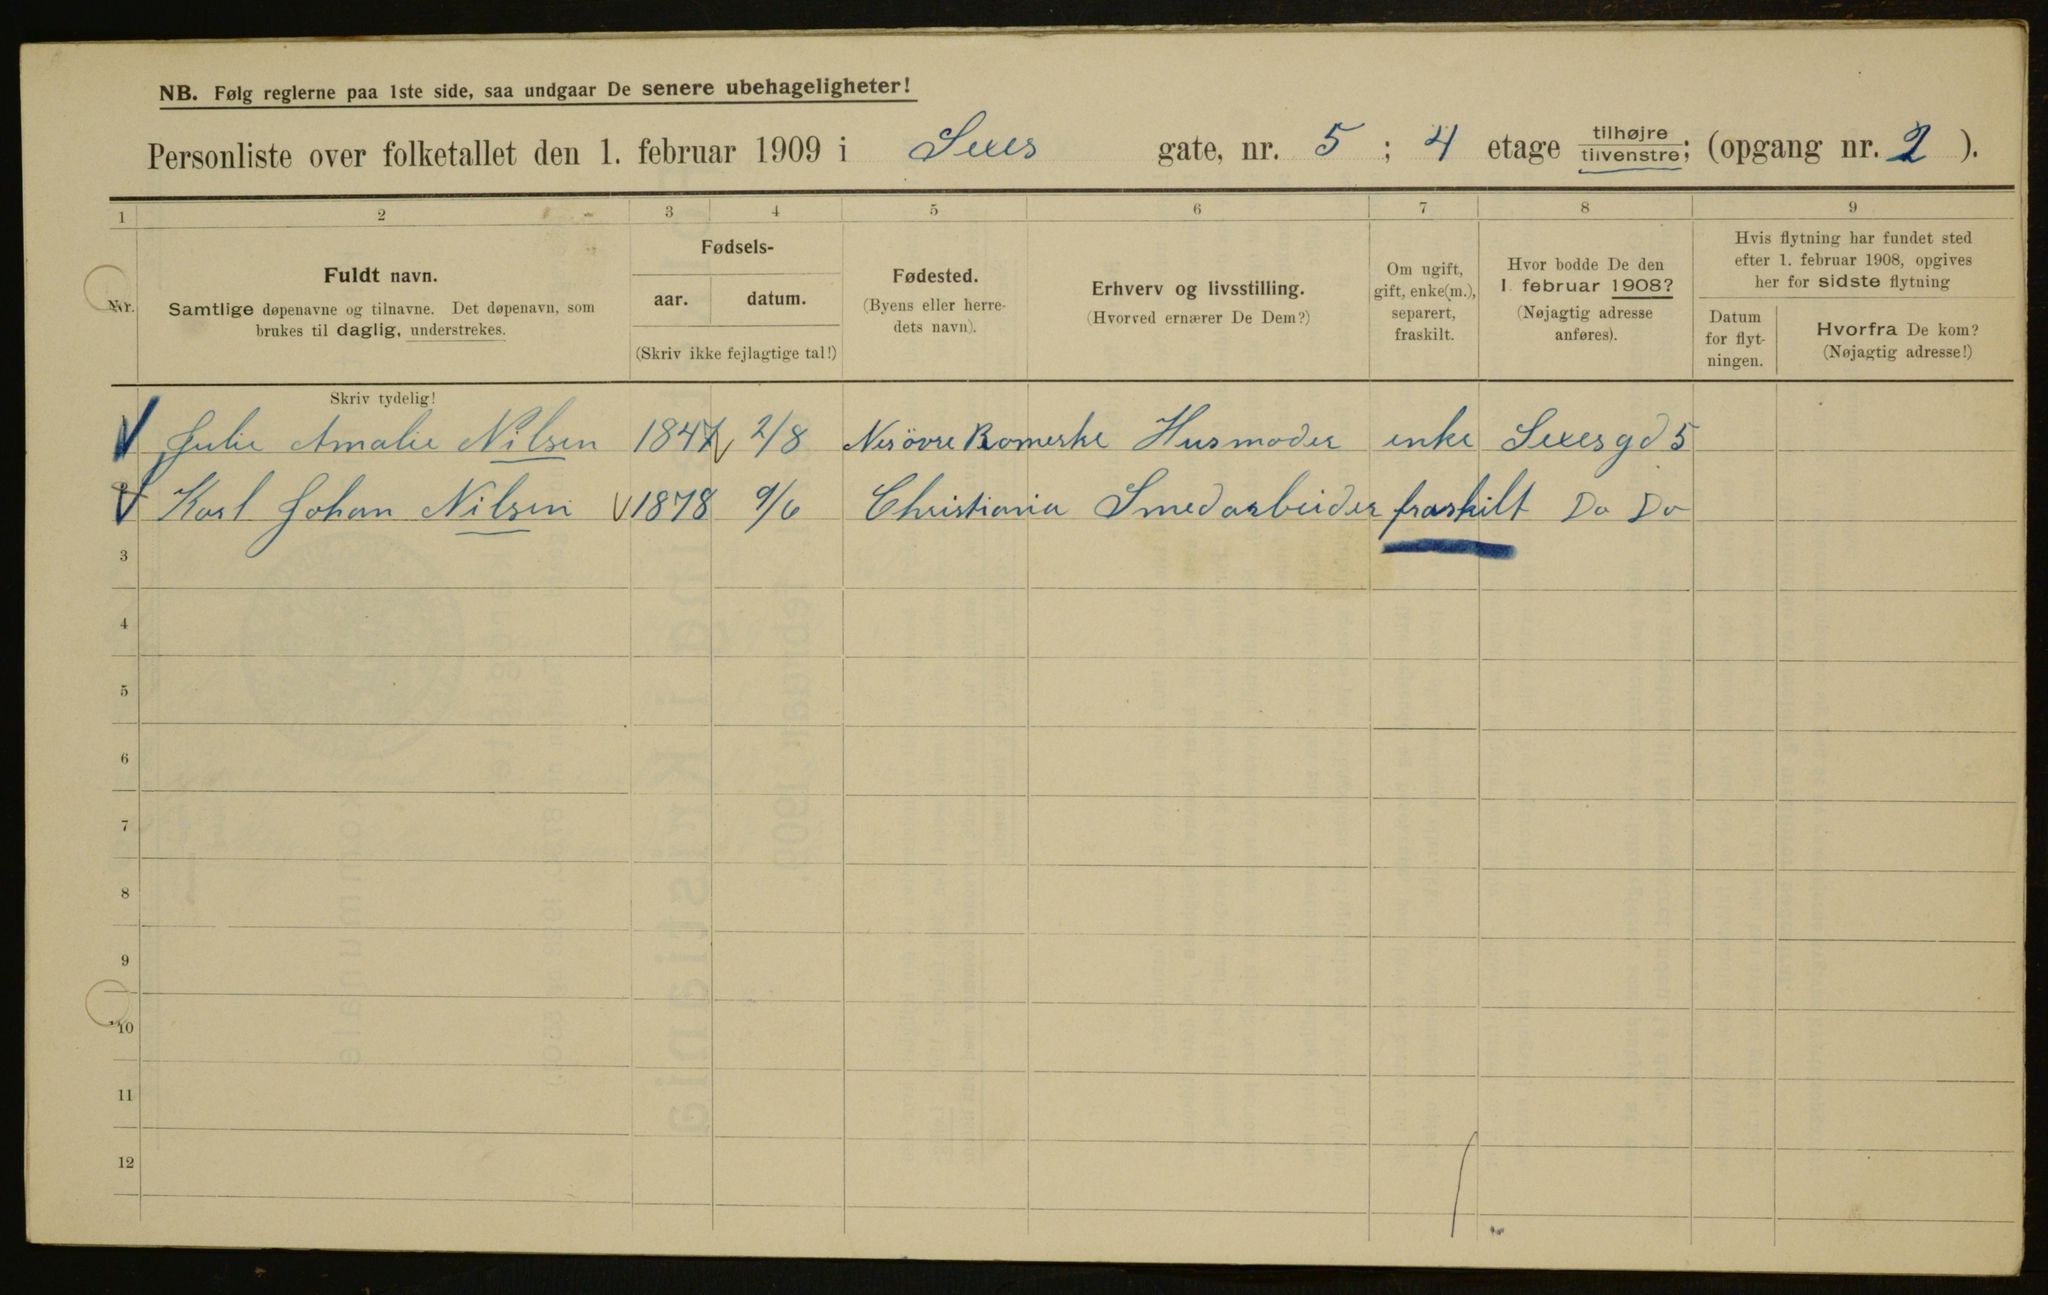 NB. Følg reglerne paa 1ste side, saa undgaar De senere ubehageligheter!
Personliste over folketallet den 1. februar 1909 i Sexes gate, nr. 5 ; 4 etage tilhøjre tilvenstre; (opgang nr. 2 ).
1 2 3 4 5 6 7 8 9
Nr.
Fuldt navn.
Samtlige døpenavne og tilnavne. Det døpenavn, som
brukes til daglig, understrekes.
Fødsels-
aar. datum.
(Skriv ikke fejlagtige tal!)
Fødested.
(Byens eller herre-
dets navn).
Erhverv og livsstilling.
(Hvorved ernærer De Dem?)
Om ugift,
gift, enke(m.),
separert,
fraskilt.
Hvor bodde De den
1 februar 1908?
(Nøjagtig adresse
anføres).
Hvis flytning har fundet sted
efter 1. februar 1908, opgives
her for sidste flytning
Datum
for flyt-
ningen.
Hvorfra De kom?
(Nøjagtig adresse!)
Skriv tydelig!
Julie Amalie Nilsen 1847 2/8 Nes øvre Romerike Husmoder enke Sexes gd 5
Karl Johan Nilsen 1878 9/6 Christiania Smedarbeider fraskilt Do Do
3
4
5
6
7
8
9
10
11
12